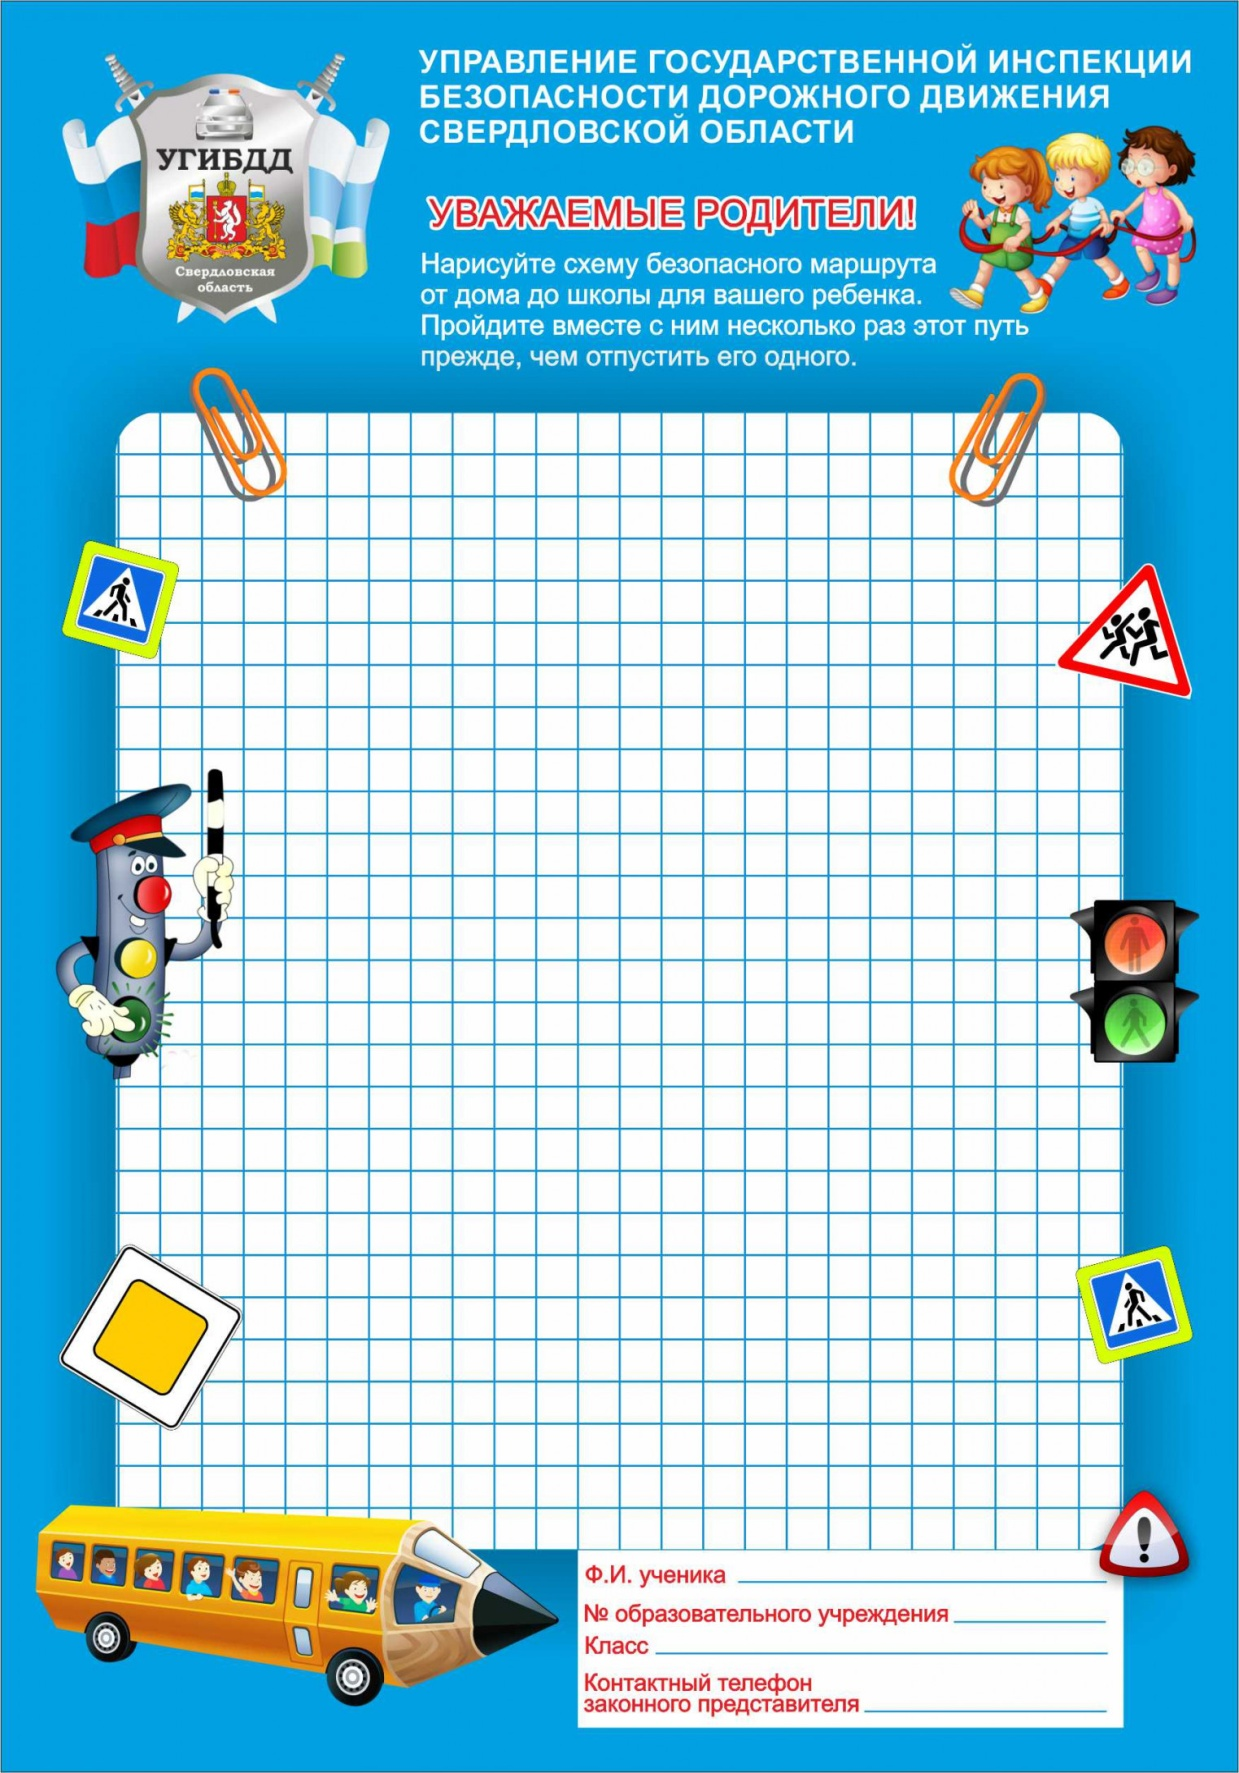 УПРАВЛЕНИЕ ГОСУДАРСТВЕННОЙ ИНСПЕКЦИИ
БЕЗОПАСНОСТИ ДОРОЖНОГО ДВИЖЕНИЯ
СВЕРДЛОВСКОЙ ОБЛАСТИ
УГИБДД
Свердловская
область
УВАЖАЕМЫЕ РОДИТЕЛИ!
Нарисуйте схему безопасного маршрута
от дома до школы для вашего ребенка.
Пройдите вместе с ним несколько раз этот путь
прежде, чем отпустить его одного.
Ф.И. ученика
№ образовательного учреждения
Класс
Контактный телефон
законного представителя